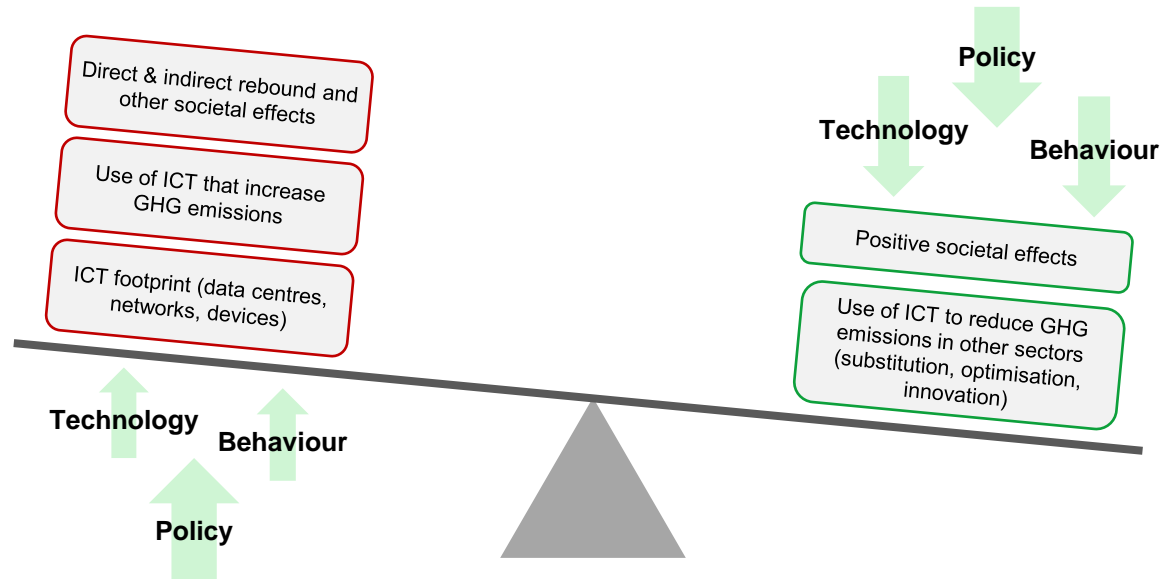 Direct & indirect rebound and
other societal effects
Use of ICT that increase
GHG emissions
ICT footprint (data centres,
networks, devices)
Technology
Behaviour
Policy
Policy
Technology
Behaviour
Positive societal effects
Use of ICT to reduce GHG
emissions in other sectors
(substitution, optimisation,
innovation)